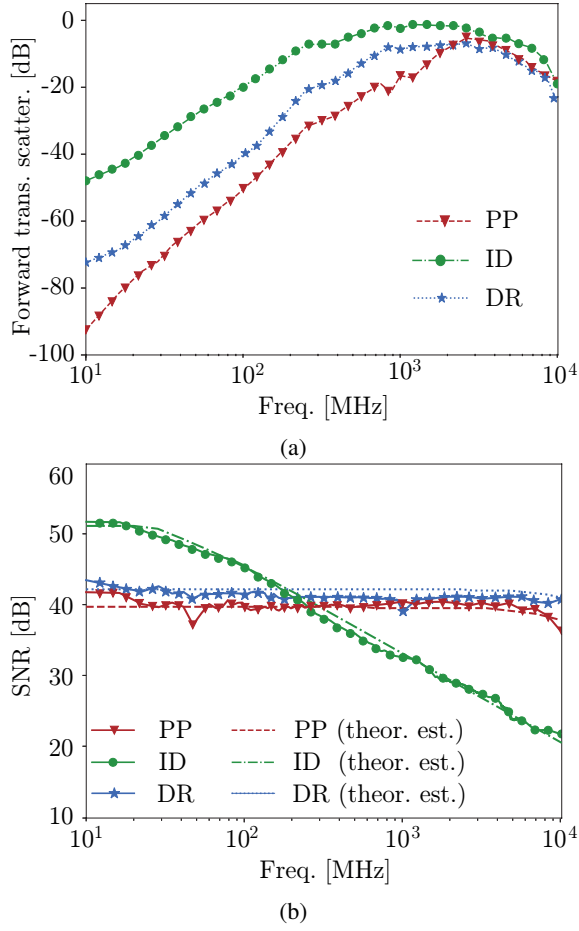 Forward trans. scatter. [dB]
0
-20
-40
-60
-80
-100
PP
ID
DR
10^1
10^2
10^3
10^4
Freq. [MHz]
(a)
SNR [dB]
60
50
40
30
20
10
PP PP (theor. est.)
ID ID (theor. est.)
DR DR (theor. est.)
10^1
10^2
10^3
10^4
Freq. [MHz]
(b)